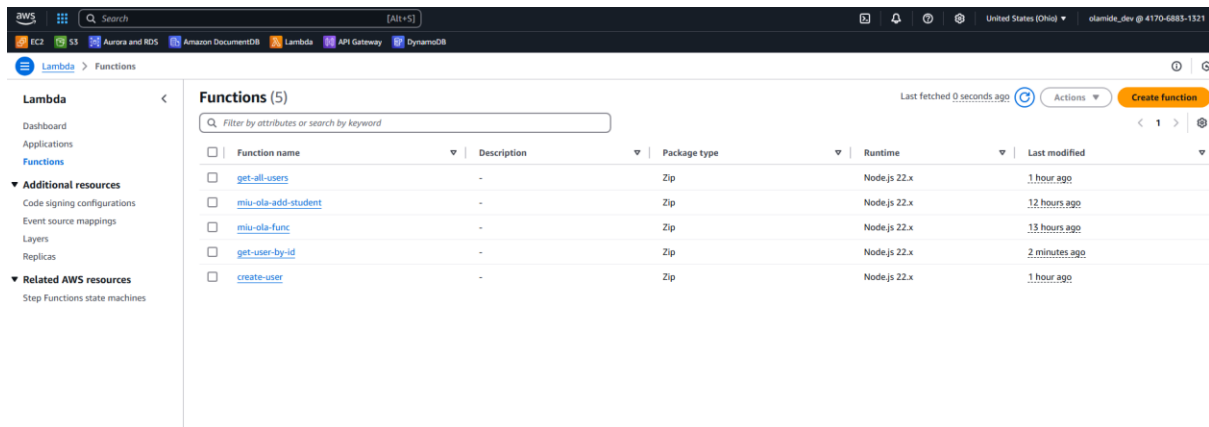 aws Search [Alt+S] United States (Ohio) ▼ olamide_dev @ 4170-6883-1321
EC2 S3 Aurora and RDS Amazon DocumentDB Lambda API Gateway DynamoDB
Lambda > Functions
Lambda
Dashboard
Applications
Functions
▼ Additional resources
Code signing configurations
Event source mappings
Layers
Replicas
▼ Related AWS resources
Step Functions state machines
Functions (5) Last fetched 0 seconds ago Actions ▼ Create function
Filter by attributes or search by keyword < 1 >
Function name Description Package type Runtime Last modified
get-all-users - Zip Node.js 22.x 1 hour ago
miu-ola-add-student - Zip Node.js 22.x 12 hours ago
miu-ola-func - Zip Node.js 22.x 13 hours ago
get-user-by-id - Zip Node.js 22.x 2 minutes ago
create-user - Zip Node.js 22.x 1 hour ago